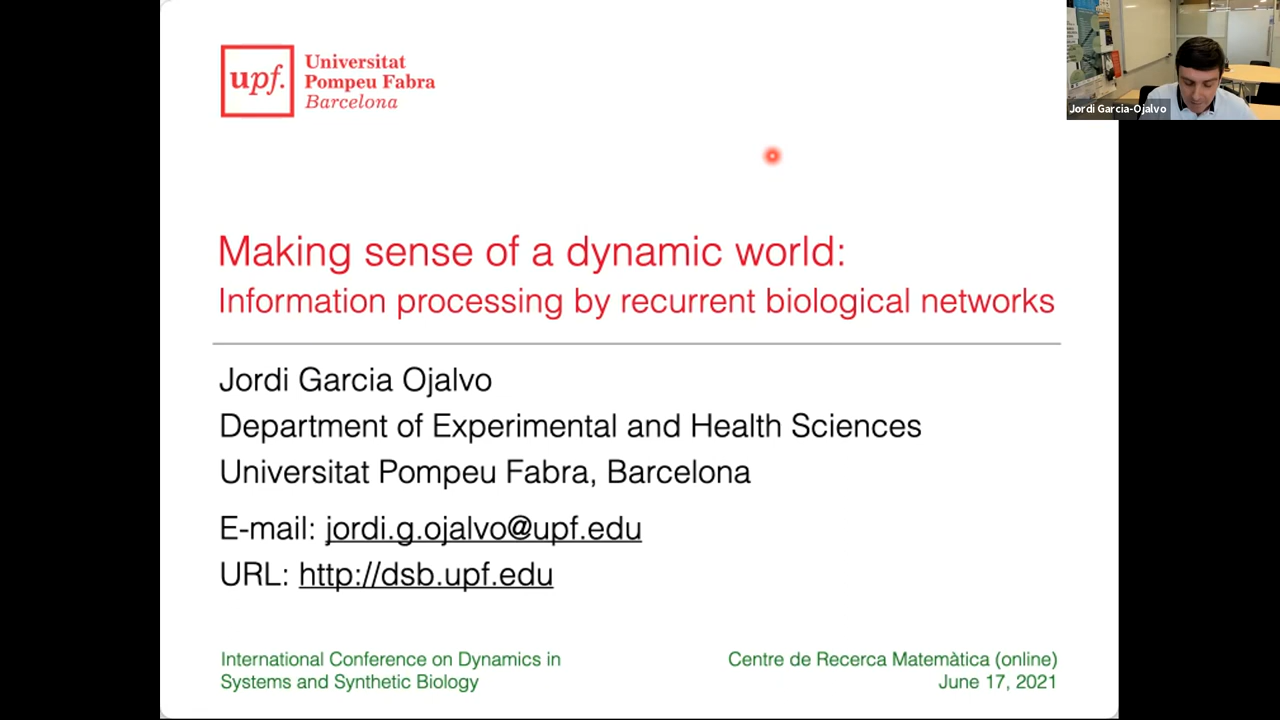 upf.
Universitat
Pompeu Fabra
Barcelona
Jordi Garcia-Ojalvo
Making sense of a dynamic world:
Information processing by recurrent biological networks
Jordi Garcia Ojalvo
Department of Experimental and Health Sciences
Universitat Pompeu Fabra, Barcelona
E-mail: jordi.g.ojalvo@upf.edu
URL: http://dsb.upf.edu
International Conference on Dynamics in
Systems and Synthetic Biology
Centre de Recerca Matemàtica (online)
June 17, 2021